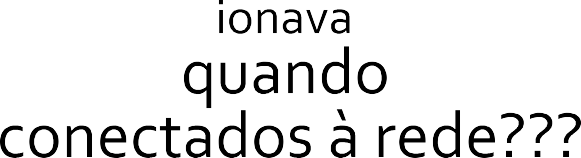 ionava
quando
conectados à rede???